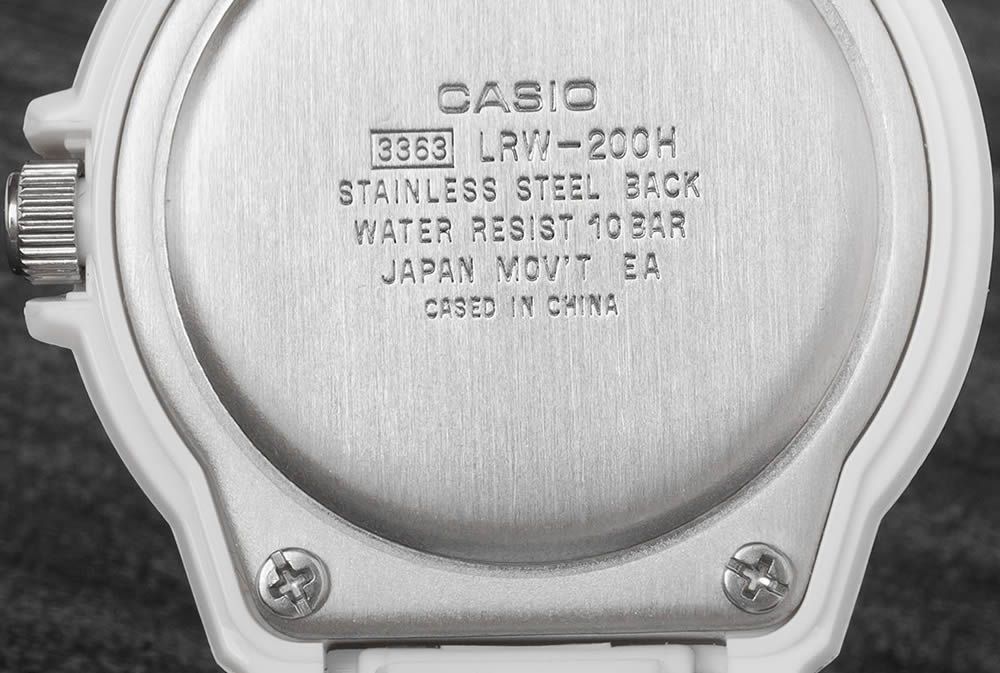 CASIO
3363 LRW-200H
STAINLESS STEEL BACK
WATER RESIST 10BAR
JAPAN MOV'T EA
CASED IN CHINA